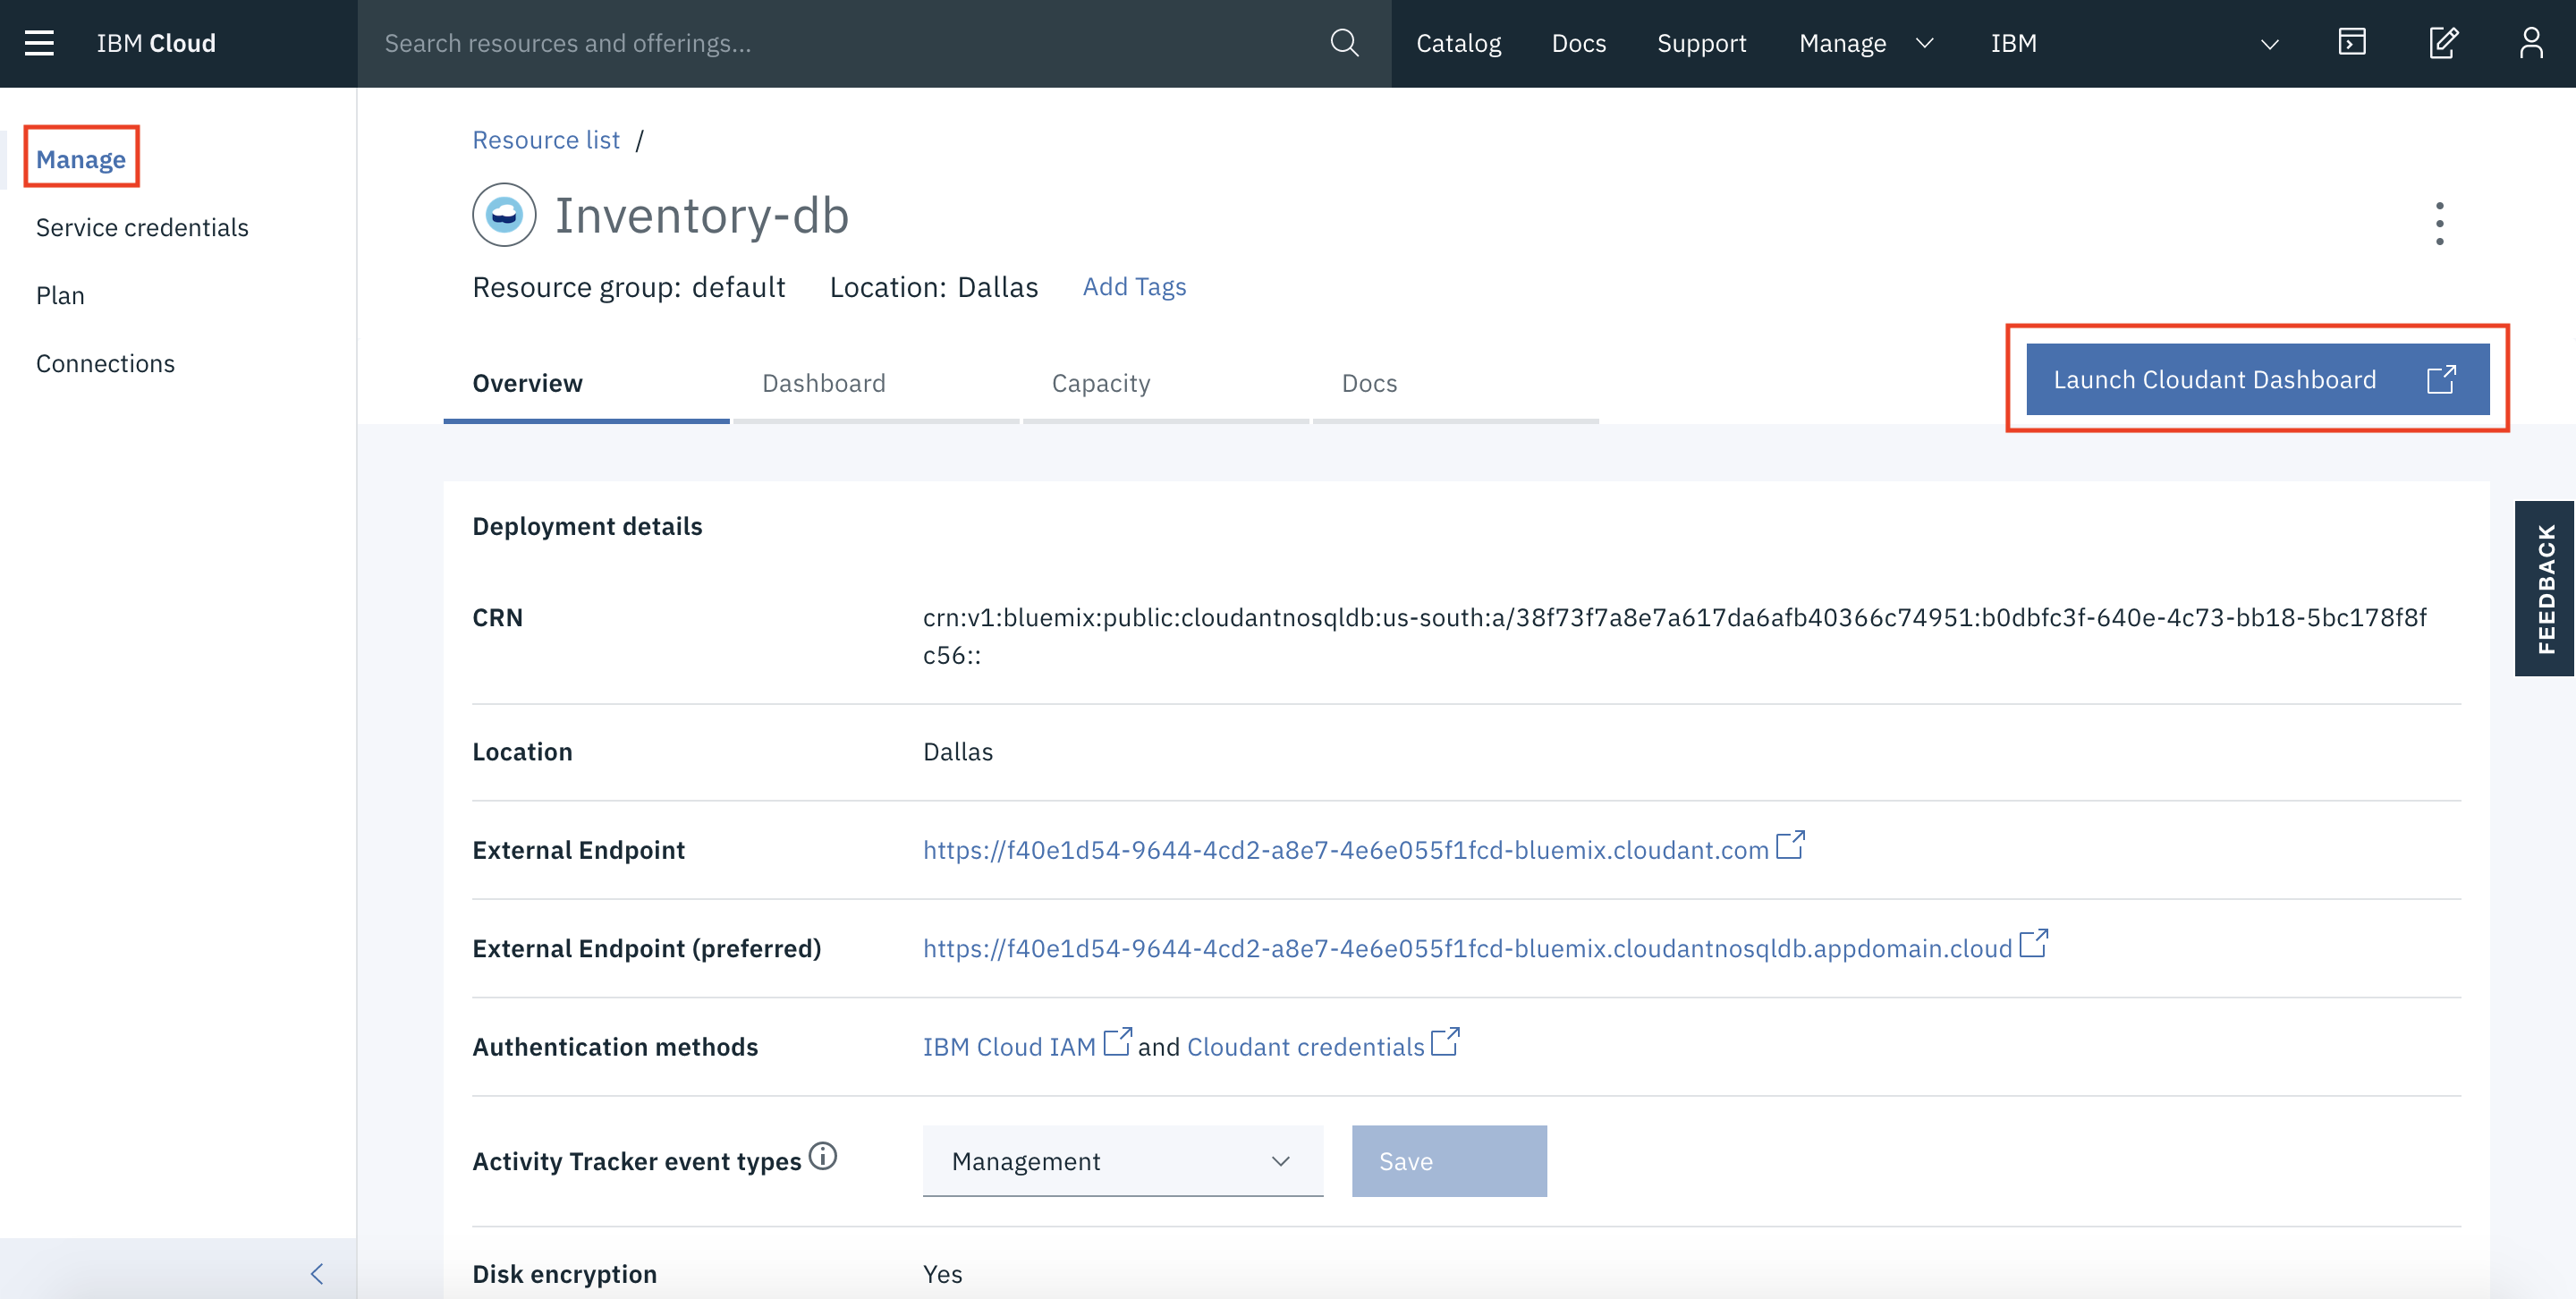 IBM Cloud
Search resources and offerings...
Catalog
Docs
Support
Manage
IBM
Manage
Service credentials
Plan
Connections
Resource list /
Inventory-db
Resource group: default Location: Dallas Add Tags
Overview
Dashboard
Capacity
Docs
Launch Cloudant Dashboard
FEEDBACK
Deployment details
CRN
crn:v1:bluemix:public:cloudantnosqldb:us-south:a/38f73f7a8e7a617da6afb40366c74951:b0dbfc3f-640e-4c73-bb18-5bc178f8f
c56::
Location
Dallas
External Endpoint
https://f40e1d54-9644-4cd2-a8e7-4e6e055f1fcd-bluemix.cloudant.com
External Endpoint (preferred)
https://f40e1d54-9644-4cd2-a8e7-4e6e055f1fcd-bluemix.cloudantnosqldb.appdomain.cloud
Authentication methods
IBM Cloud IAM and Cloudant credentials
Activity Tracker event types
Management
Save
Disk encryption
Yes